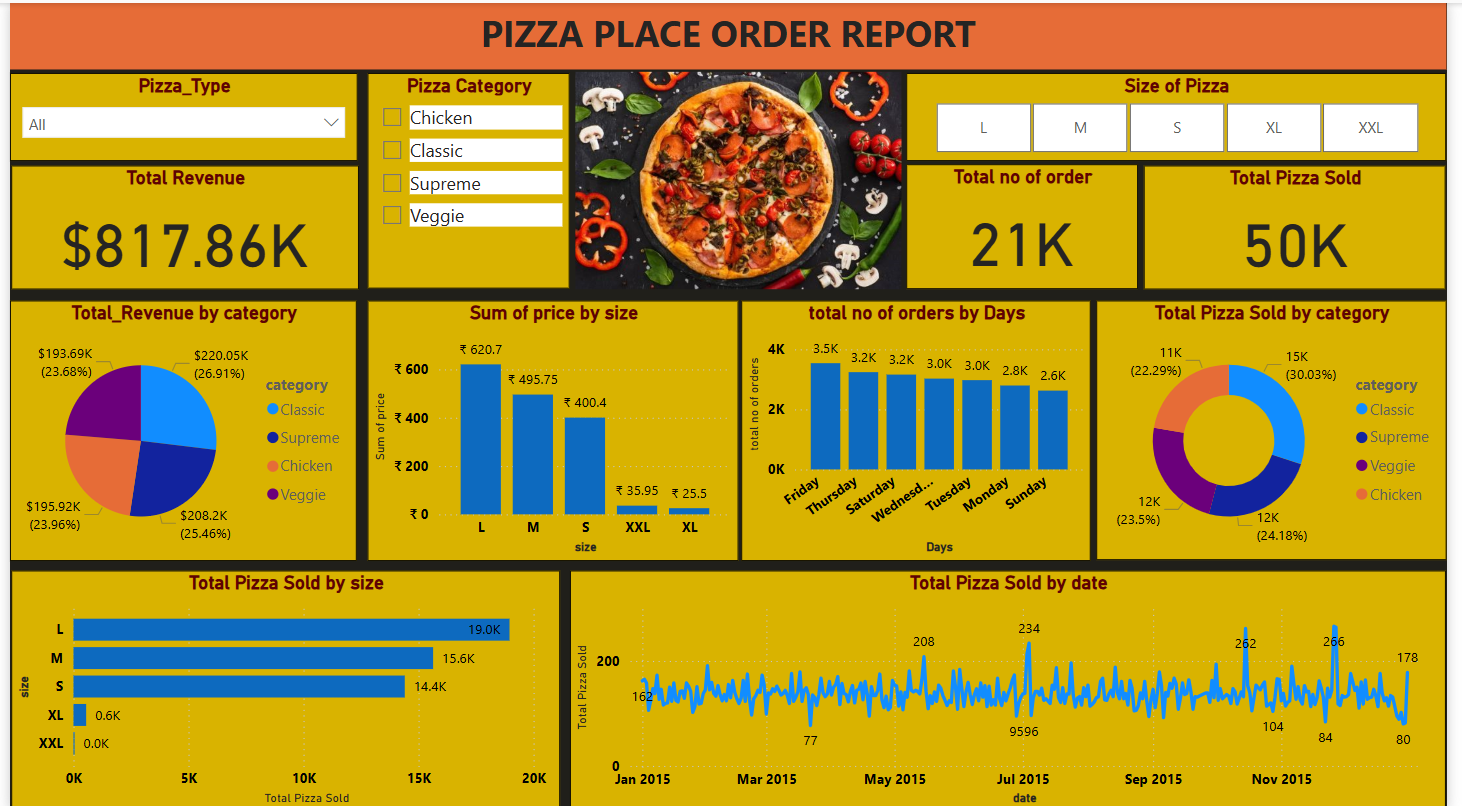 PIZZA PLACE ORDER REPORT
Pizza_Type
All
Pizza Category
Chicken
Classic
Supreme
Veggie
Size of Pizza
L M S XL XXL
Total Revenue
$817.86K
Total no of order
21K
Total Pizza Sold
50K
Total_Revenue by category
$193.69K
(23.68%)
$220.05K
(26.91%)
$195.92K
(23.96%)
$208.2K
(25.46%)
category
Classic
Supreme
Chicken
Veggie
Sum of price by size
Sum of price
₹ 600
₹ 400
₹ 200
₹ 0
₹ 620.7
₹ 495.75
₹ 400.4
₹ 35.95
₹ 25.5
L M S XXL XL
size
total no of orders by Days
total no of orders
4K
2K
0K
3.5K 3.2K 3.2K 3.0K 3.0K 2.8K 2.6K
Friday Thursday Saturday Wednesd... Tuesday Monday Sunday
Days
Total Pizza Sold by category
11K
(22.29%)
15K
(30.03%)
12K
(23.5%)
12K
(24.18%)
category
Classic
Supreme
Veggie
Chicken
Total Pizza Sold by size
size
L 19.0K
M 15.6K
S 14.4K
XL 0.6K
XXL 0.0K
0K 5K 10K 15K 20K
Total Pizza Sold
Total Pizza Sold by date
Total Pizza Sold
200
0
162
77
208
234
9596
262
104
266
84
178
80
Jan 2015 Mar 2015 May 2015 Jul 2015 Sep 2015 Nov 2015
date